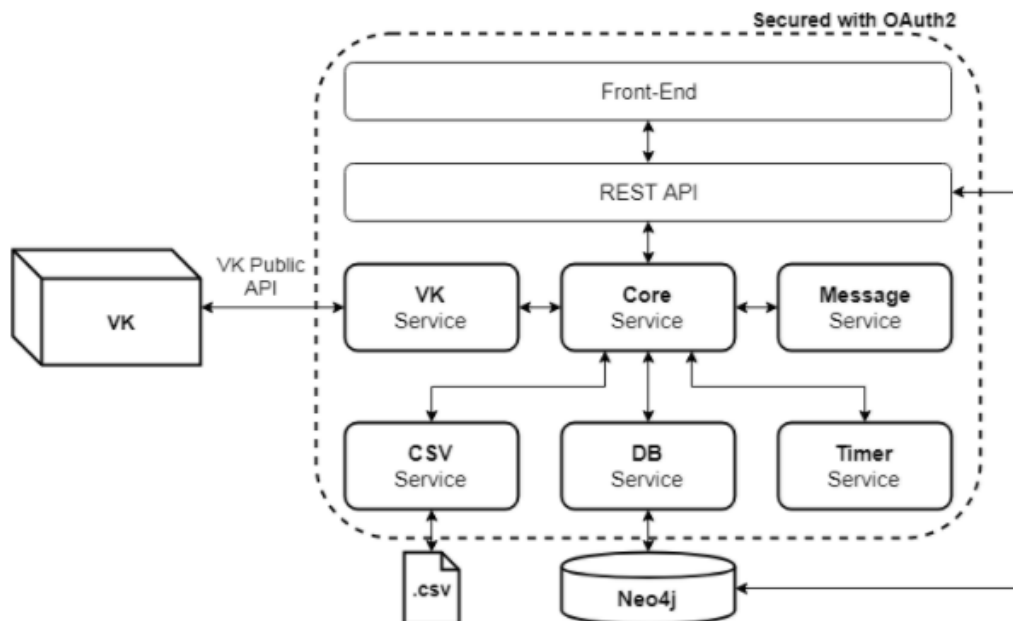 Secured with OAuth2
Front-End
REST API
VK Public
API
VK
VK
Service
Core
Service
Message
Service
CSV
Service
DB
Service
Timer
Service
.csv
Neo4j